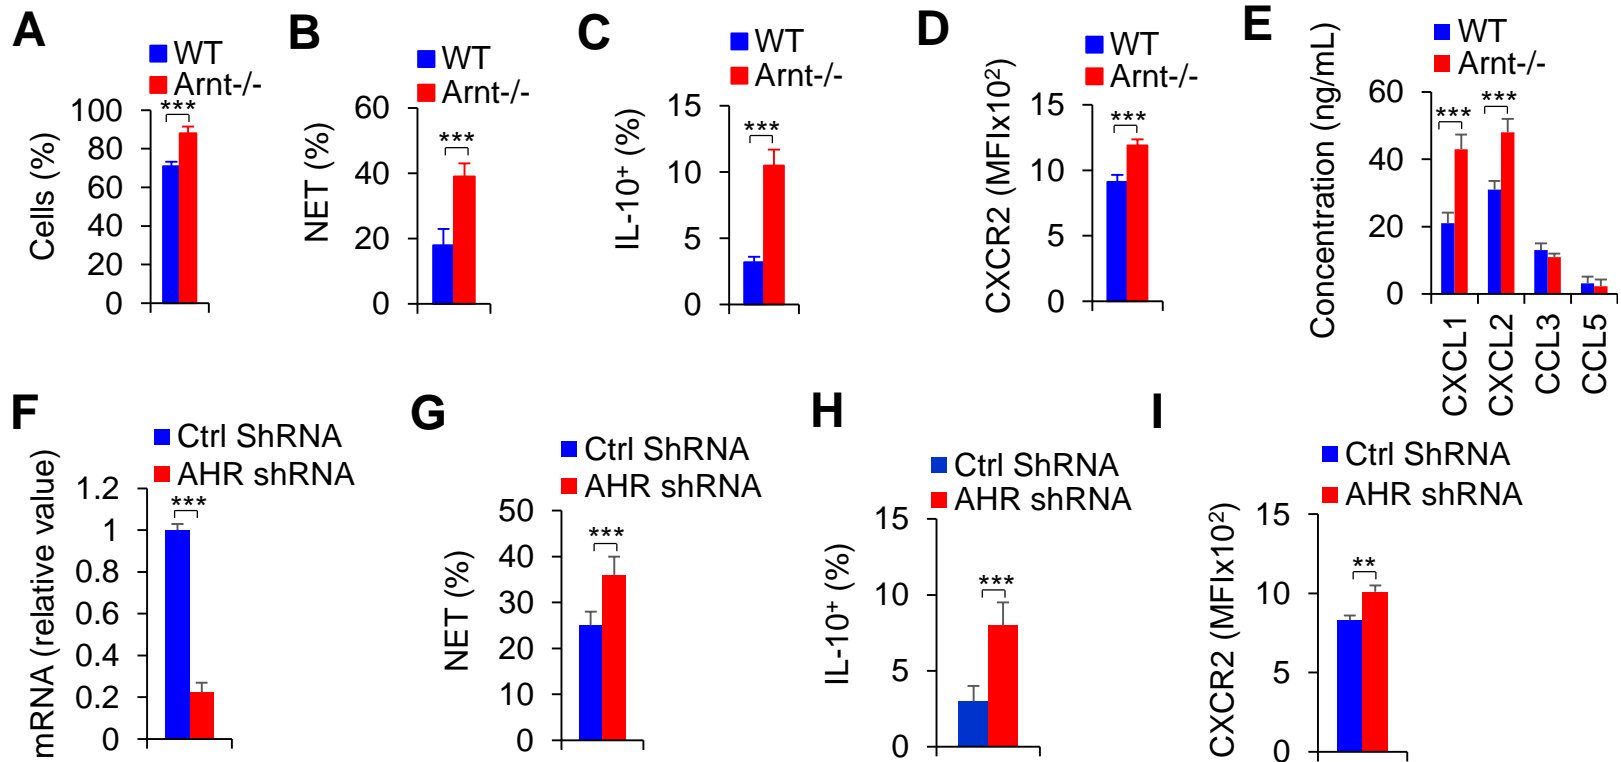 A
WT
Arnt-/-
***
Cells (%)
100
80
60
40
20
0
B
WT
Arnt-/-
***
NET (%)
60
40
20
0
C
WT
Arnt-/-
***
IL-10⁺ (%)
15
10
5
0
D
WT
Arnt-/-
***
CXCR2 (MFIx10²)
15
10
5
0
E
WT
Arnt-/-
***
***
Concentration (ng/mL)
60
40
20
0
CXCL1
CXCL2
CCL3
CCL5
F
Ctrl ShRNA
AHR shRNA
***
mRNA (relative value)
1.2
1
0.8
0.6
0.4
0.2
0
G
Ctrl ShRNA
AHR shRNA
***
NET (%)
50
40
30
20
10
0
H
Ctrl ShRNA
AHR shRNA
***
IL-10⁺ (%)
15
10
5
0
I
Ctrl ShRNA
AHR shRNA
**
CXCR2 (MFIx10²)
15
10
5
0